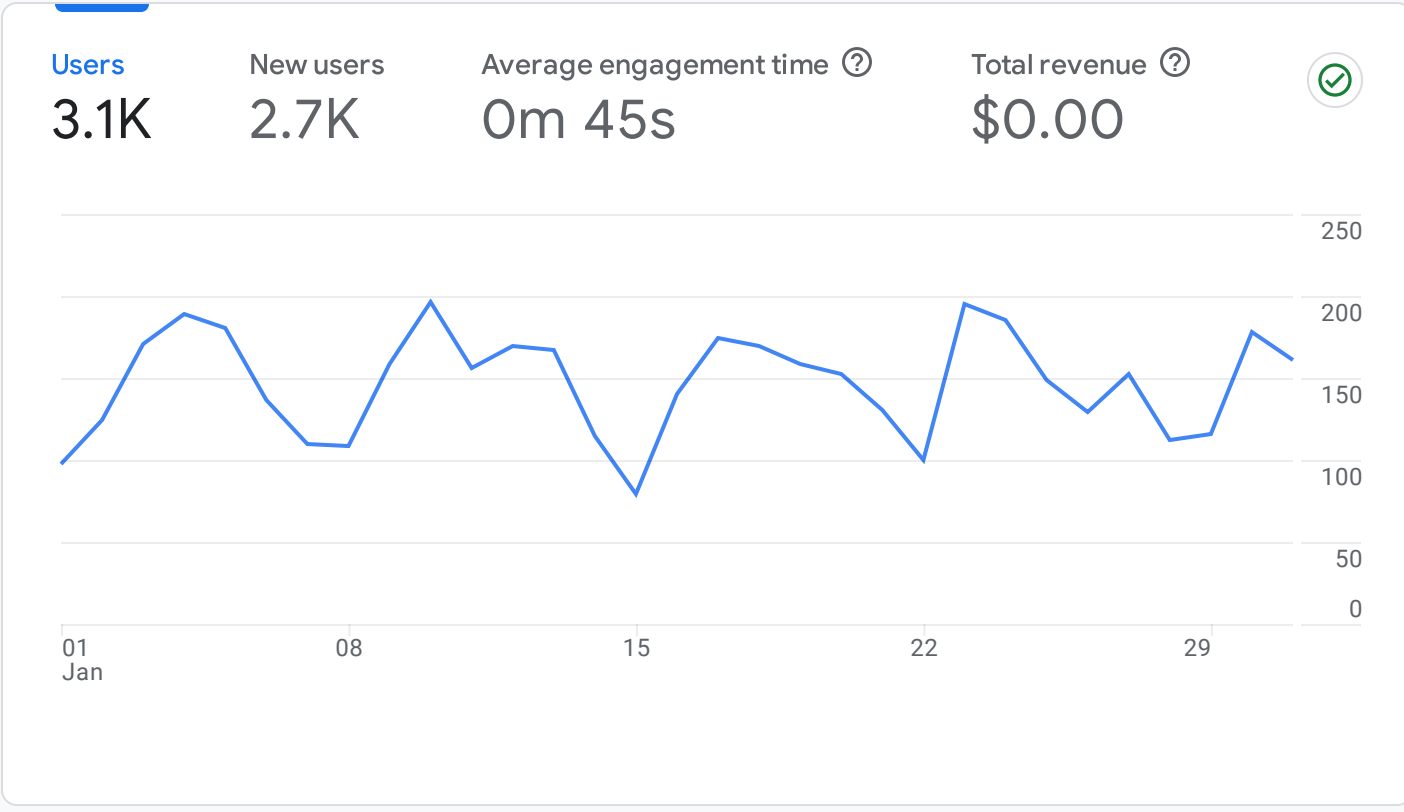 Users
3.1K
New users
2.7K
Average engagement time
0m 45s
Total revenue
$0.00
250
200
150
100
50
0
01
Jan
08
15
22
29